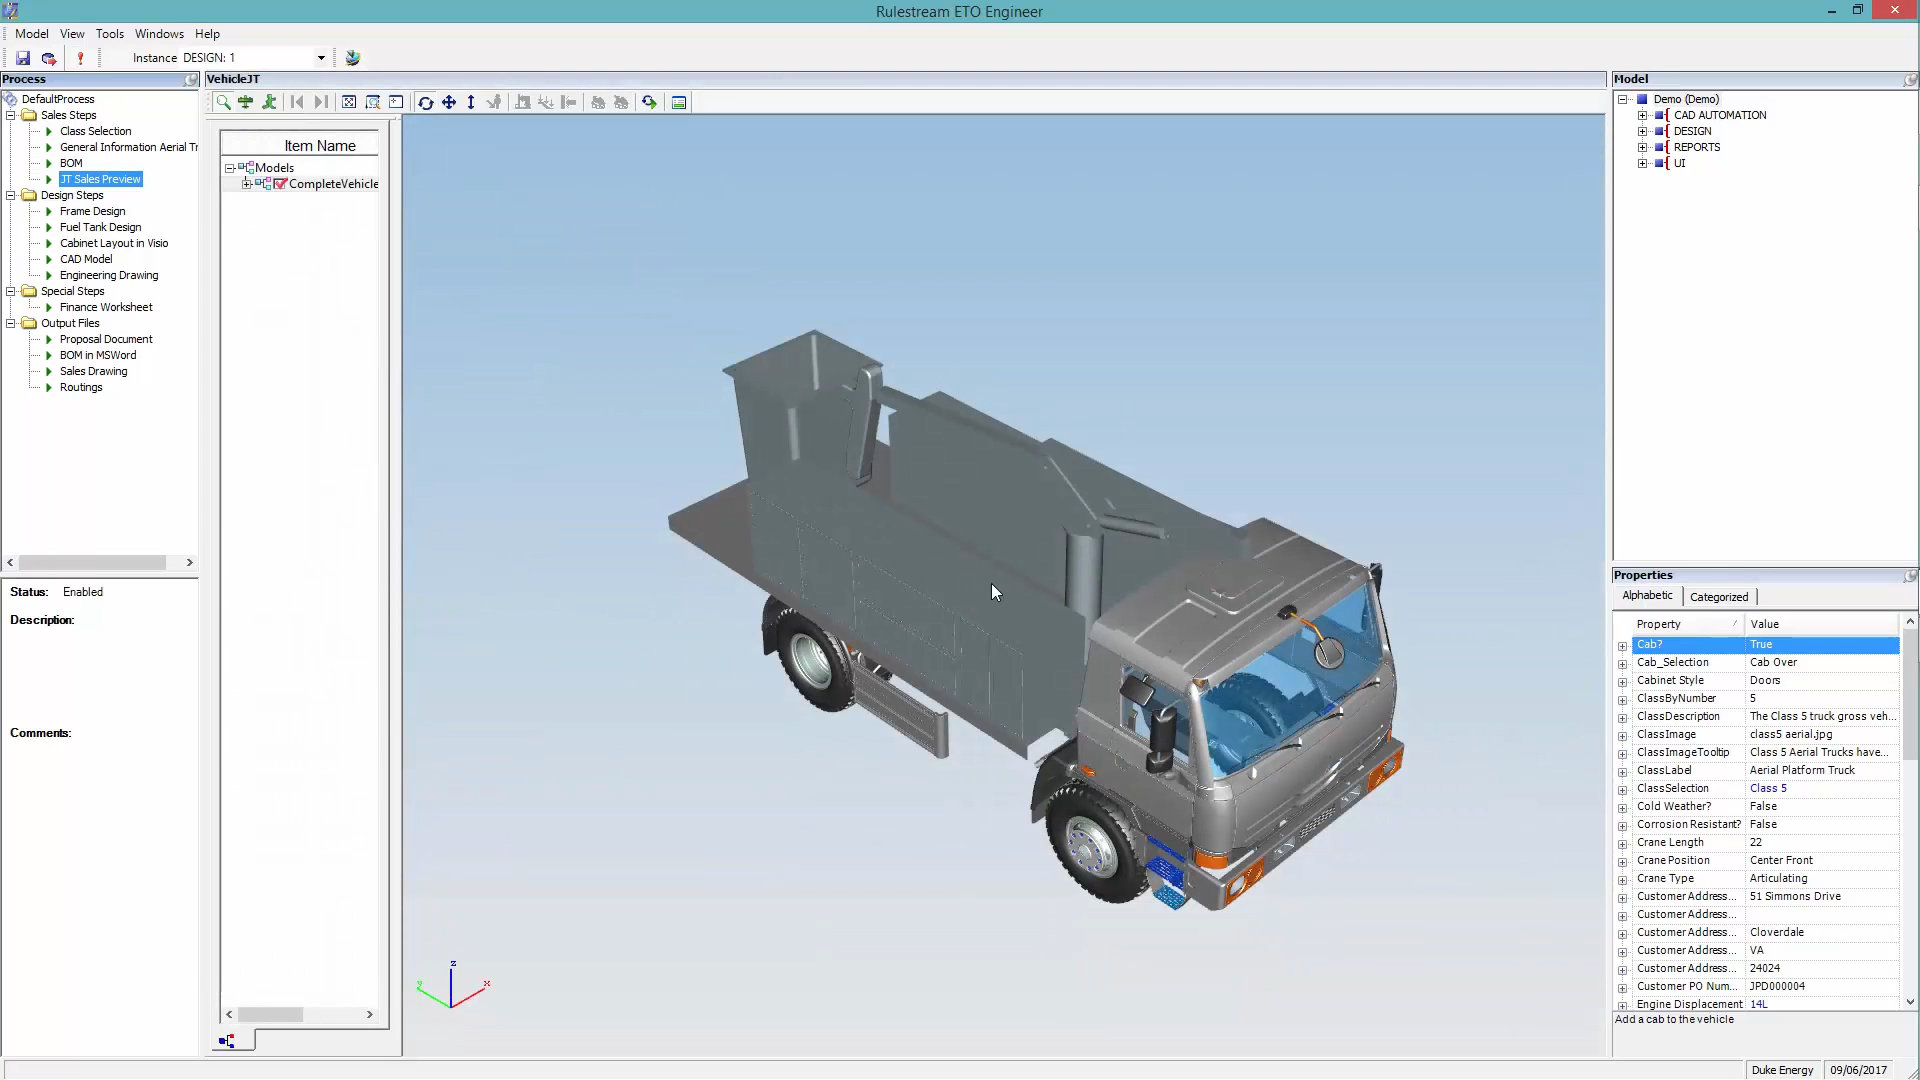 Rulestream ETO Engineer
Model View Tools Windows Help
Instance DESIGN: 1
Process
DefaultProcess
Sales Steps
Class Selection
General Information Aerial Tr
BOM
JT Sales Preview
Design Steps
Frame Design
Fuel Tank Design
Cabinet Layout in Visio
CAD Model
Engineering Drawing
Special Steps
Finance Worksheet
Output Files
Proposal Document
BOM in MSWord
Sales Drawing
Routings
Status: Enabled
Description:
Comments:
VehicleJT
Item Name
Models
CompleteVehicle
z
y
x
Model
Demo (Demo)
CAD AUTOMATION
DESIGN
REPORTS
UI
Properties
Alphabetic Categorized
Property Value
Cab? True
Cab_Selection Cab Over
Cabinet Style Doors
ClassByNumber 5
ClassDescription The Class 5 truck gross veh...
ClassImage class5 aerial.jpg
ClassImageTooltip Class 5 Aerial Trucks have...
ClassLabel Aerial Platform Truck
ClassSelection Class 5
Cold Weather? False
Corrosion Resistant? False
Crane Length 22
Crane Position Center Front
Crane Type Articulating
Customer Address... 51 Simmons Drive
Customer Address...
Customer Address... Cloverdale
Customer Address... VA
Customer Address... 24024
Customer PO Num... JPD000004
Engine Displacement 14L
Add a cab to the vehicle
Duke Energy 09/06/2017